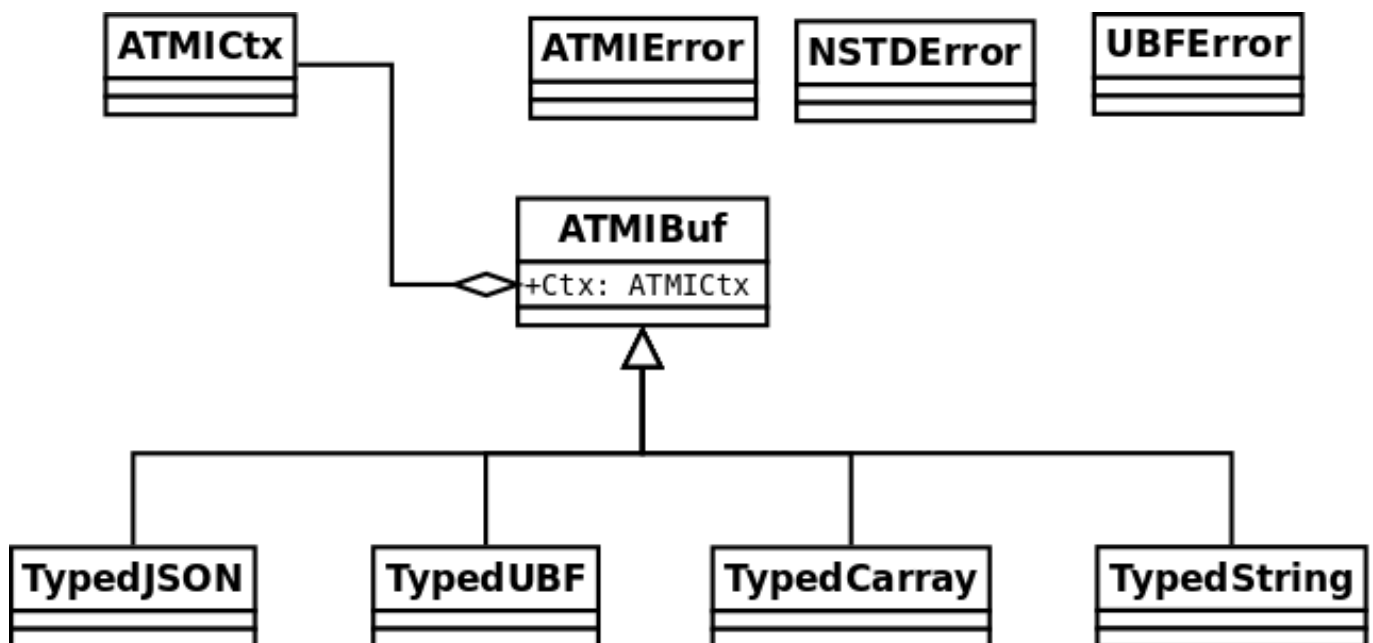 ATMICtx
ATMIError
NSTDError
UBFError
ATMIBuf
+Ctx: ATMICtx
TypedJSON
TypedUBF
TypedCarray
TypedString